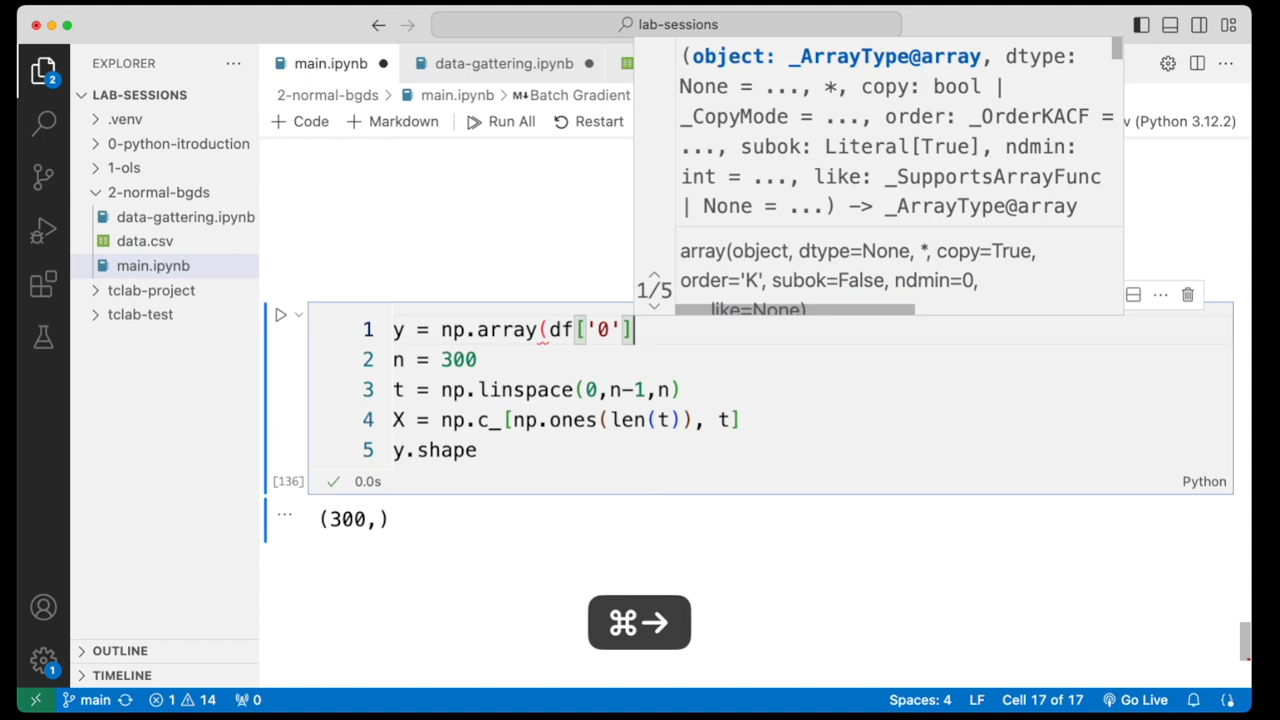 lab-sessions
EXPLORER
LAB-SESSIONS
.venv
0-python-itroduction
1-ols
2-normal-bgds
data-gattering.ipynb
data.csv
main.ipynb
tclab-project
tclab-test
OUTLINE
TIMELINE
2
1
main.ipynb
data-gattering.ipynb
2-normal-bgds > main.ipynb > M↓Batch Gradient
+ Code + Markdown Run All Restart
v (Python 3.12.2)
(object: _ArrayType@array, dtype:
None = ..., *, copy: bool |
_CopyMode = ..., order: _OrderKACF =
..., subok: Literal[True], ndmin:
int = ..., like: _SupportsArrayFunc
| None = ...) -> _ArrayType@array
array(object, dtype=None, *, copy=True,
order='K', subok=False, ndmin=0,
like=None)
1/5
1 y = np.array(df['0']
2 n = 300
3 t = np.linspace(0,n-1,n)
4 X = np.c_[np.ones(len(t)), t]
5 y.shape
[136] 0.0s Python
(300,)
⌘→
main 1 14 0 Spaces: 4 LF Cell 17 of 17 Go Live